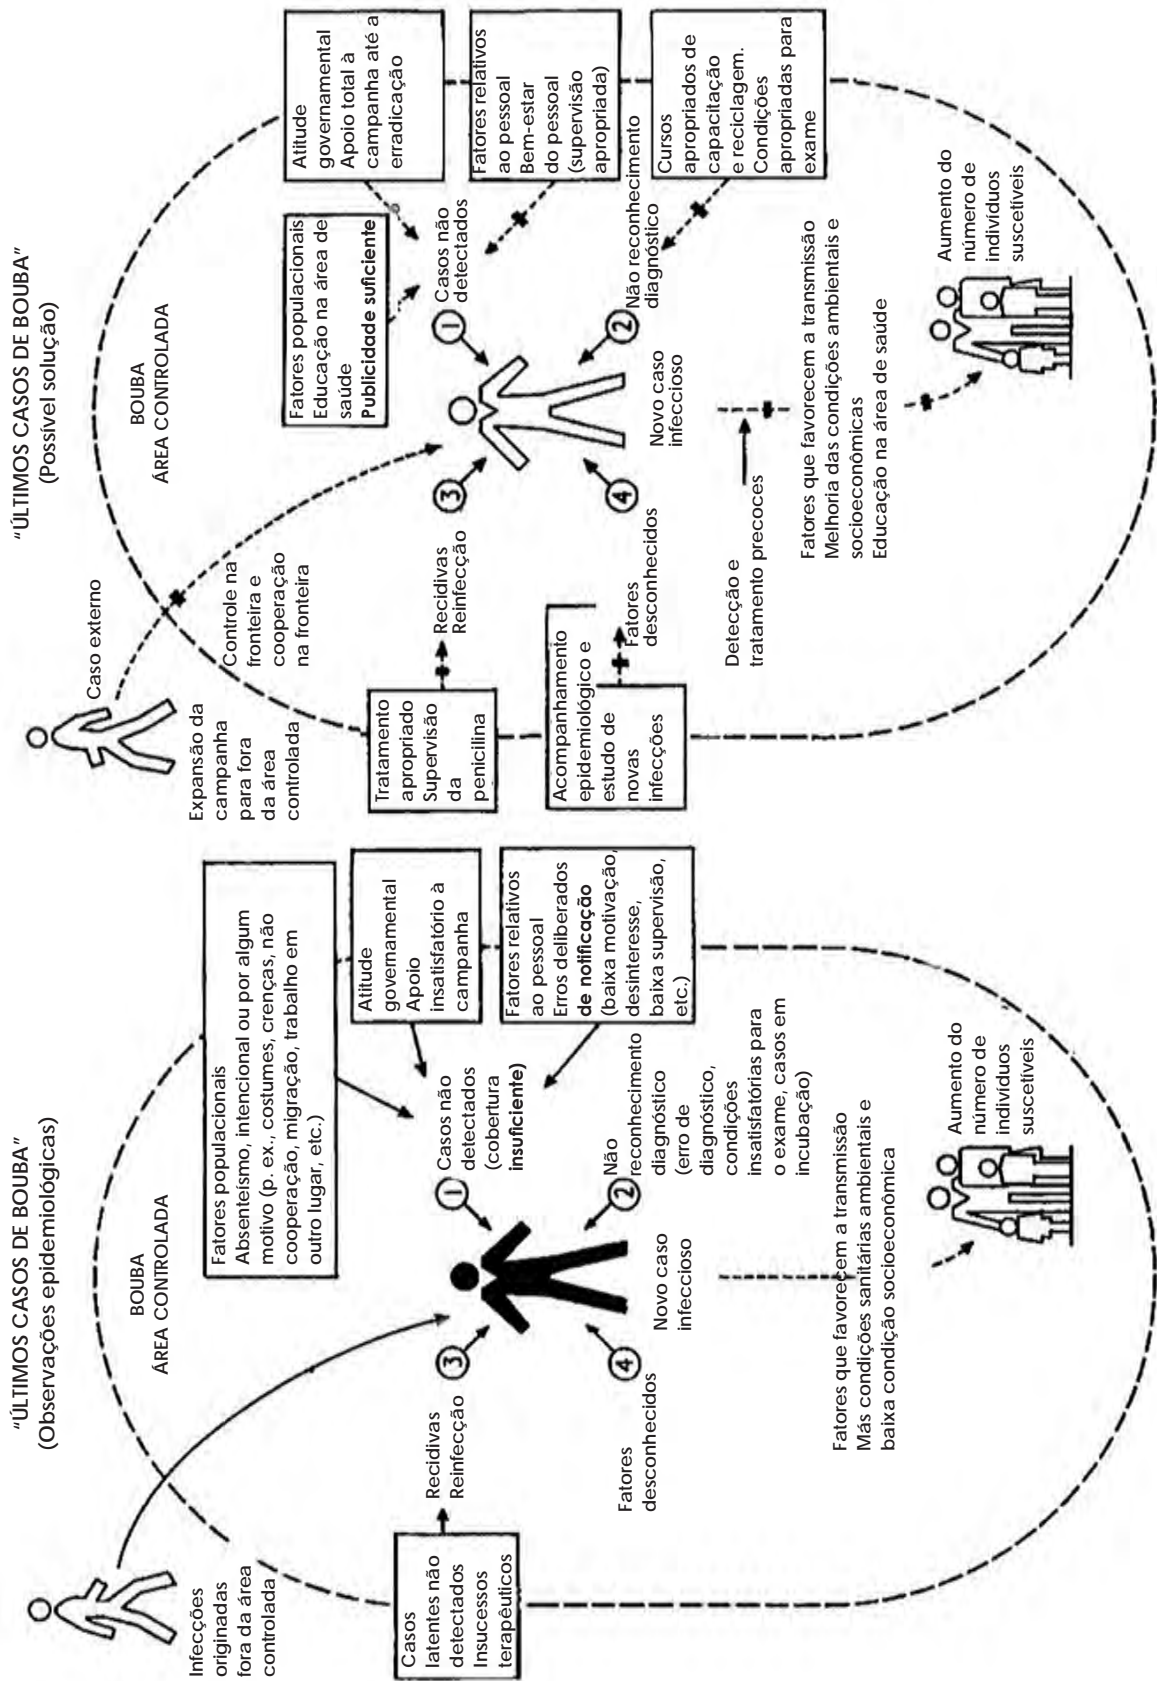 "ÚLTIMOS CASOS DE BOUBA"
(Observações epidemiológicas)
BOUBA
ÁREA CONTROLADA
Infecções
originadas
fora da área
controlada
Fatores populacionais
Absenteísmo, intencional ou por algum
motivo (p. ex., costumes, crenças, não
cooperação, migração, trabalho em
outro lugar, etc.)
Atitude
governamental
Apoio
insatisfatório à
campanha
Fatores relativos
ao pessoal
Erros deliberados
de notificação
(baixa motivação,
desinteresse,
baixa supervisão,
etc.)
Casos
latentes não
detectados
Insucessos
terapêuticos
Recidivas
Reinfecção
3
1
Casos não
detectados
(cobertura
insuficiente)
Fatores
desconhecidos
4
2
Não
reconhecimento
diagnóstico
(erro de
diagnóstico,
condições
insatisfatórias para
o exame, casos em
incubação)
Novo caso
infeccioso
Fatores que favorecem a transmissão
Más condições sanitárias ambientais e
baixa condição socioeconômica
Aumento do
número de
indivíduos
suscetíveis
"ÚLTIMOS CASOS DE BOUBA"
(Possível solução)
BOUBA
ÁREA CONTROLADA
Caso externo
Expansão da
campanha
para fora
da área
controlada
Controle na
fronteira e
cooperação
na fronteira
Fatores populacionais
Educação na área de
saúde
Publicidade suficiente
Atitude
governamental
Apoio total à
campanha até a
erradicação
Fatores relativos
ao pessoal
Bem-estar
do pessoal
(supervisão
apropriada)
Cursos
apropriados de
capacitação
e reciclagem.
Condições
apropriadas para
exame
Tratamento
apropriado
Supervisão
da
penicilina
Recidivas
Reinfecção
3
1
Casos não
detectados
Acompanhamento
epidemiológico e
estudo de
novas
infecções
Fatores
desconhecidos
4
2
Não reconhecimento
diagnóstico
Novo caso
infeccioso
Detecção e
tratamento precoces
Fatores que favorecem a transmissão
Melhoria das condições ambientais e
socioeconômicas
Educação na área de saúde
Aumento do
número de
indivíduos
suscetíveis